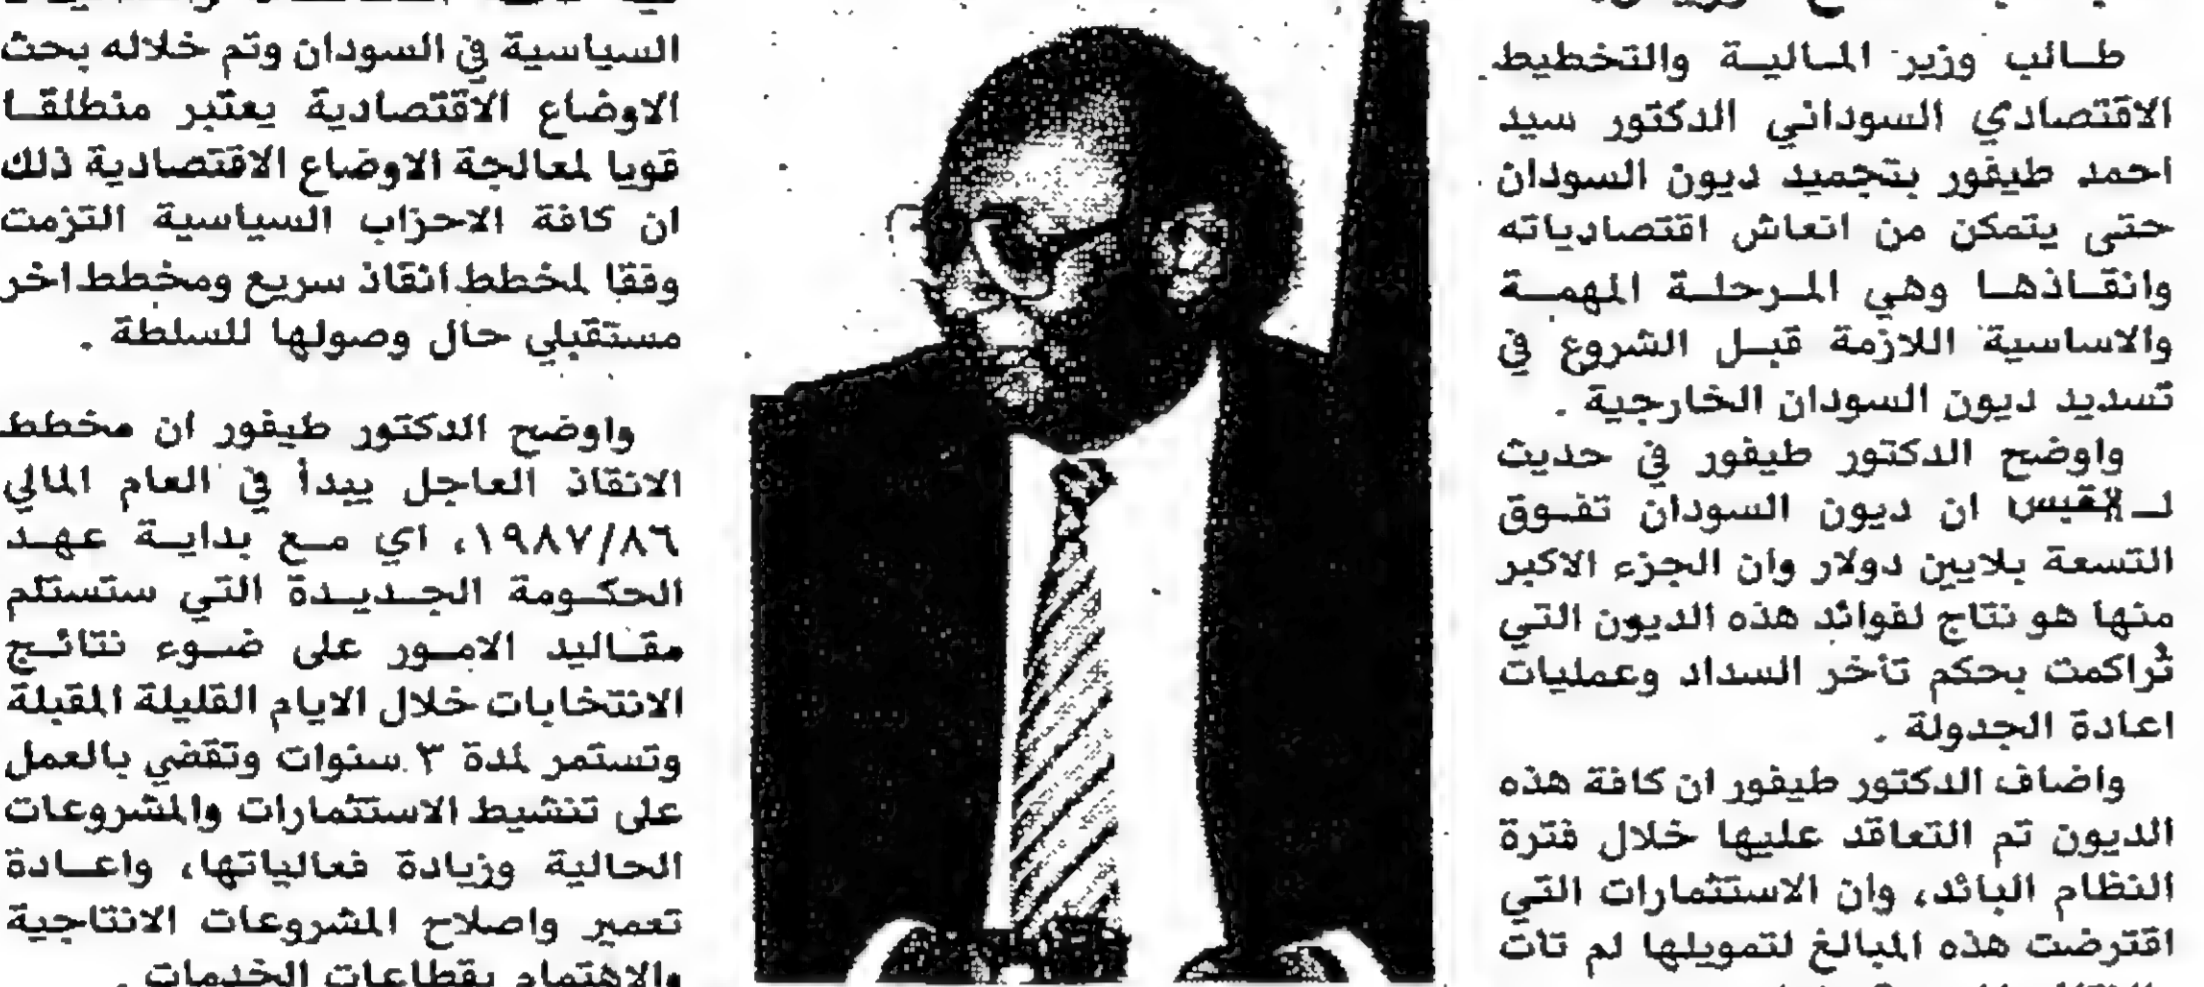 طائب وزير المالية والتخطيط
الاقتصادي السوداني الدكتور سيد
احمد طيفور بتجميد ديون السودان
حتى يتمكن من انعاش اقتصادياته
وانقاذها وهي المرحلة المهمة
والاساسية اللازمة قبل الشروع في
تسديد ديون السودان الخارجية .
واوضح الدكتور طيفور في حديث
لـ القبس ان ديون السودان تفوق
التسعة بلايين دولار وان الجزء الاكبر
منها هو نتاج لفوائد هذه الديون التي
تراكمت بحكم تأخر السداد وعمليات
اعادة الجدولة .
واضاف الدكتور طيفور ان كافة هذه
الديون تم التعاقد عليها خلال فترة
النظام البائد، وان الاستثمارات التي
اقترضت هذه المبالغ لتمويلها لم تات
السياسية في السودان وتم خلاله بحث
الاوضاع الاقتصادية يعتبر منطلقا
قويا لمعالجة الاوضاع الاقتصادية ذلك
ان كافة الاحزاب السياسية التزمت
وفقا لمخطط انقاذ سريع ومخطط اخر
مستقبلي حال وصولها للسلطة .
واوضح الدكتور طيفور ان مخطط
الانقاذ العاجل يبدأ في العام المالي
١٩٨٧/٨٦، اي مع بداية عهد
الحكومة الجديدة التي ستستلم
مقاليد الامور على ضوء نتائج
الانتخابات خلال الايام القليلة المقبلة
وتستمر لمدة ٣ سنوات وتقضي بالعمل
على تنشيط الاستثمارات والمشروعات
الحالية وزيادة فعالياتها، واعادة
تعمير واصلاح المشروعات الانتاجية
والاهتمام بقطاعات الخدمات .